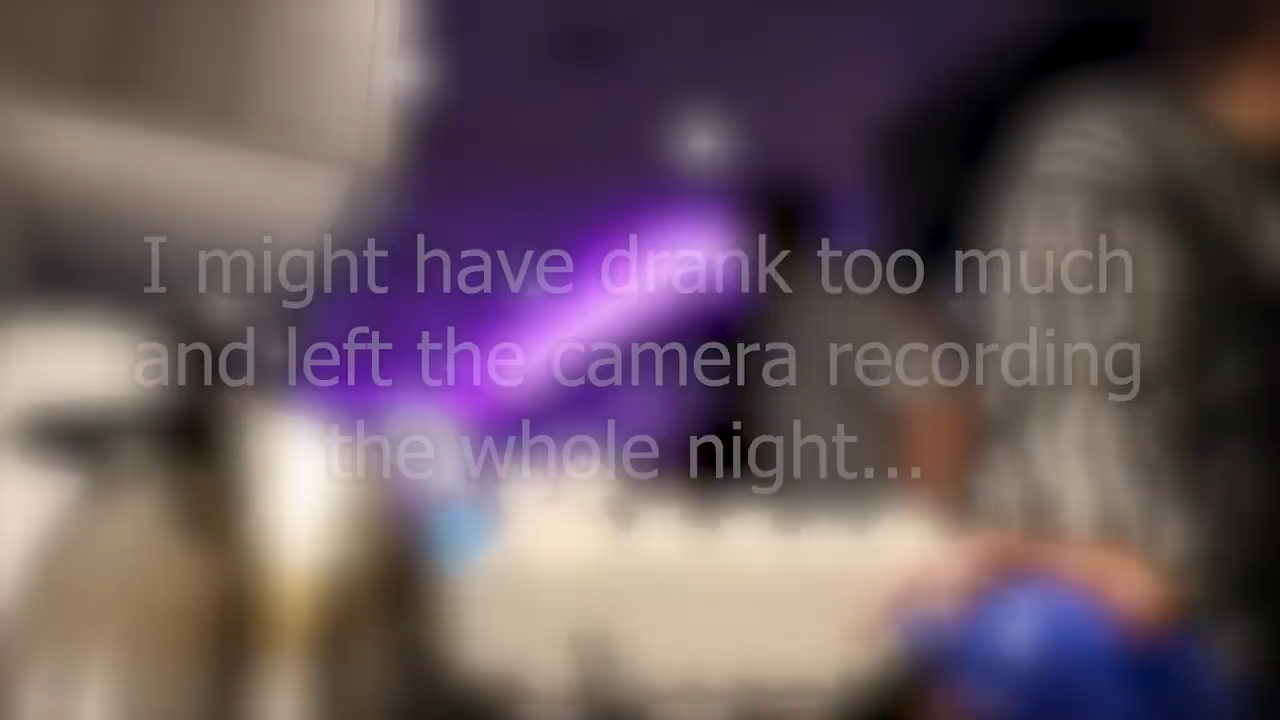 I might have drank too much
and left the camera recording
the whole night...